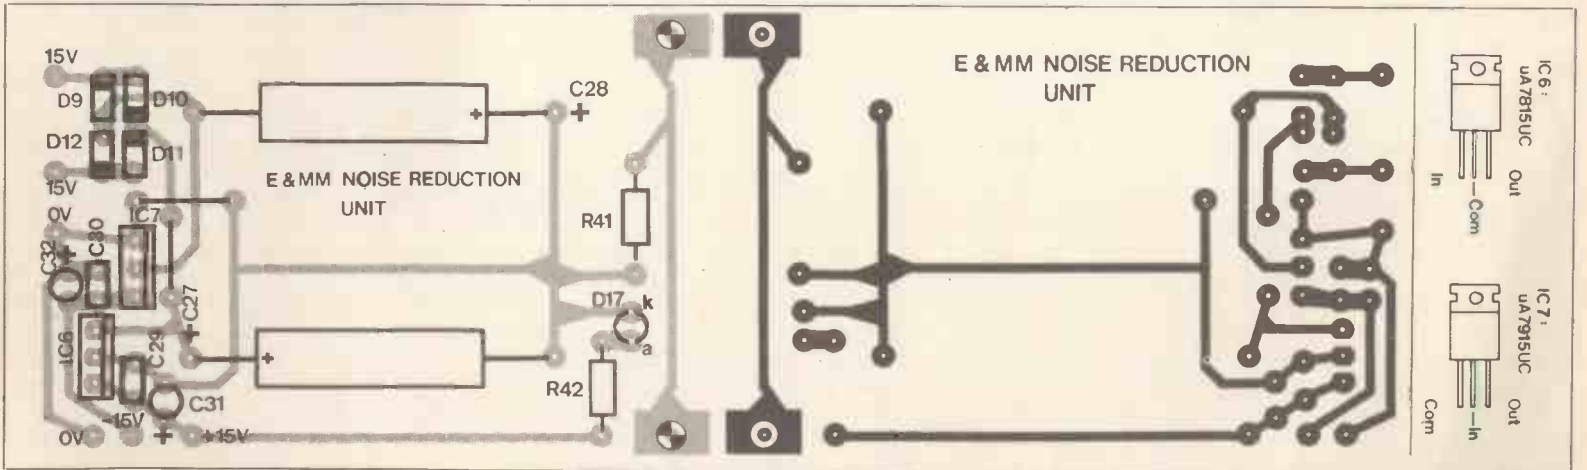 15V
D9
D10
D12
D11
15V
0V
IC7
C30
C32
+
C27
+
IC6
C29
C31
-15V
0V
+
+15V
+
C28
+
E & MM NOISE REDUCTION
UNIT
+
R41
D17
k
a
R42
E & MM NOISE REDUCTION
UNIT
IC6:
uA7815UC
Out
Com
In
IC7:
uA7915UC
Out
In
Com